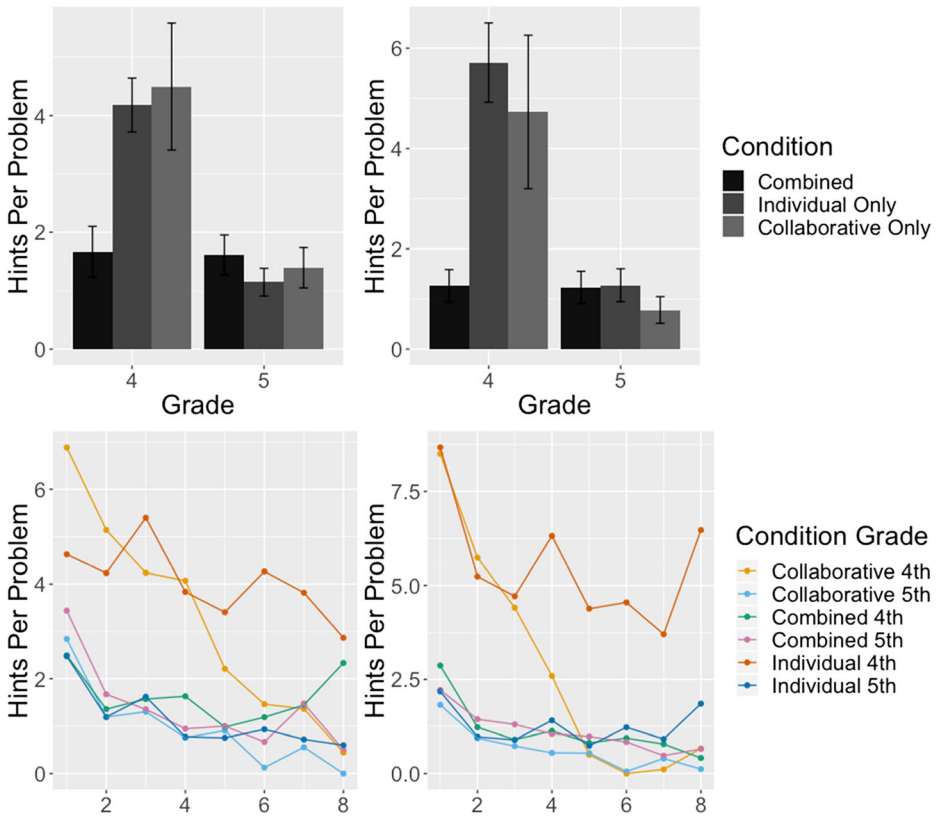 Hints Per Problem
4
2
0
4
5
Grade
Hints Per Problem
6
4
2
0
4
5
Grade
Condition
Combined
Individual Only
Collaborative Only
Hints Per Problem
6
4
2
0
2
4
6
8
Hints Per Problem
7.5
5.0
2.5
0.0
2
4
6
8
Condition Grade
Collaborative 4th
Collaborative 5th
Combined 4th
Combined 5th
Individual 4th
Individual 5th